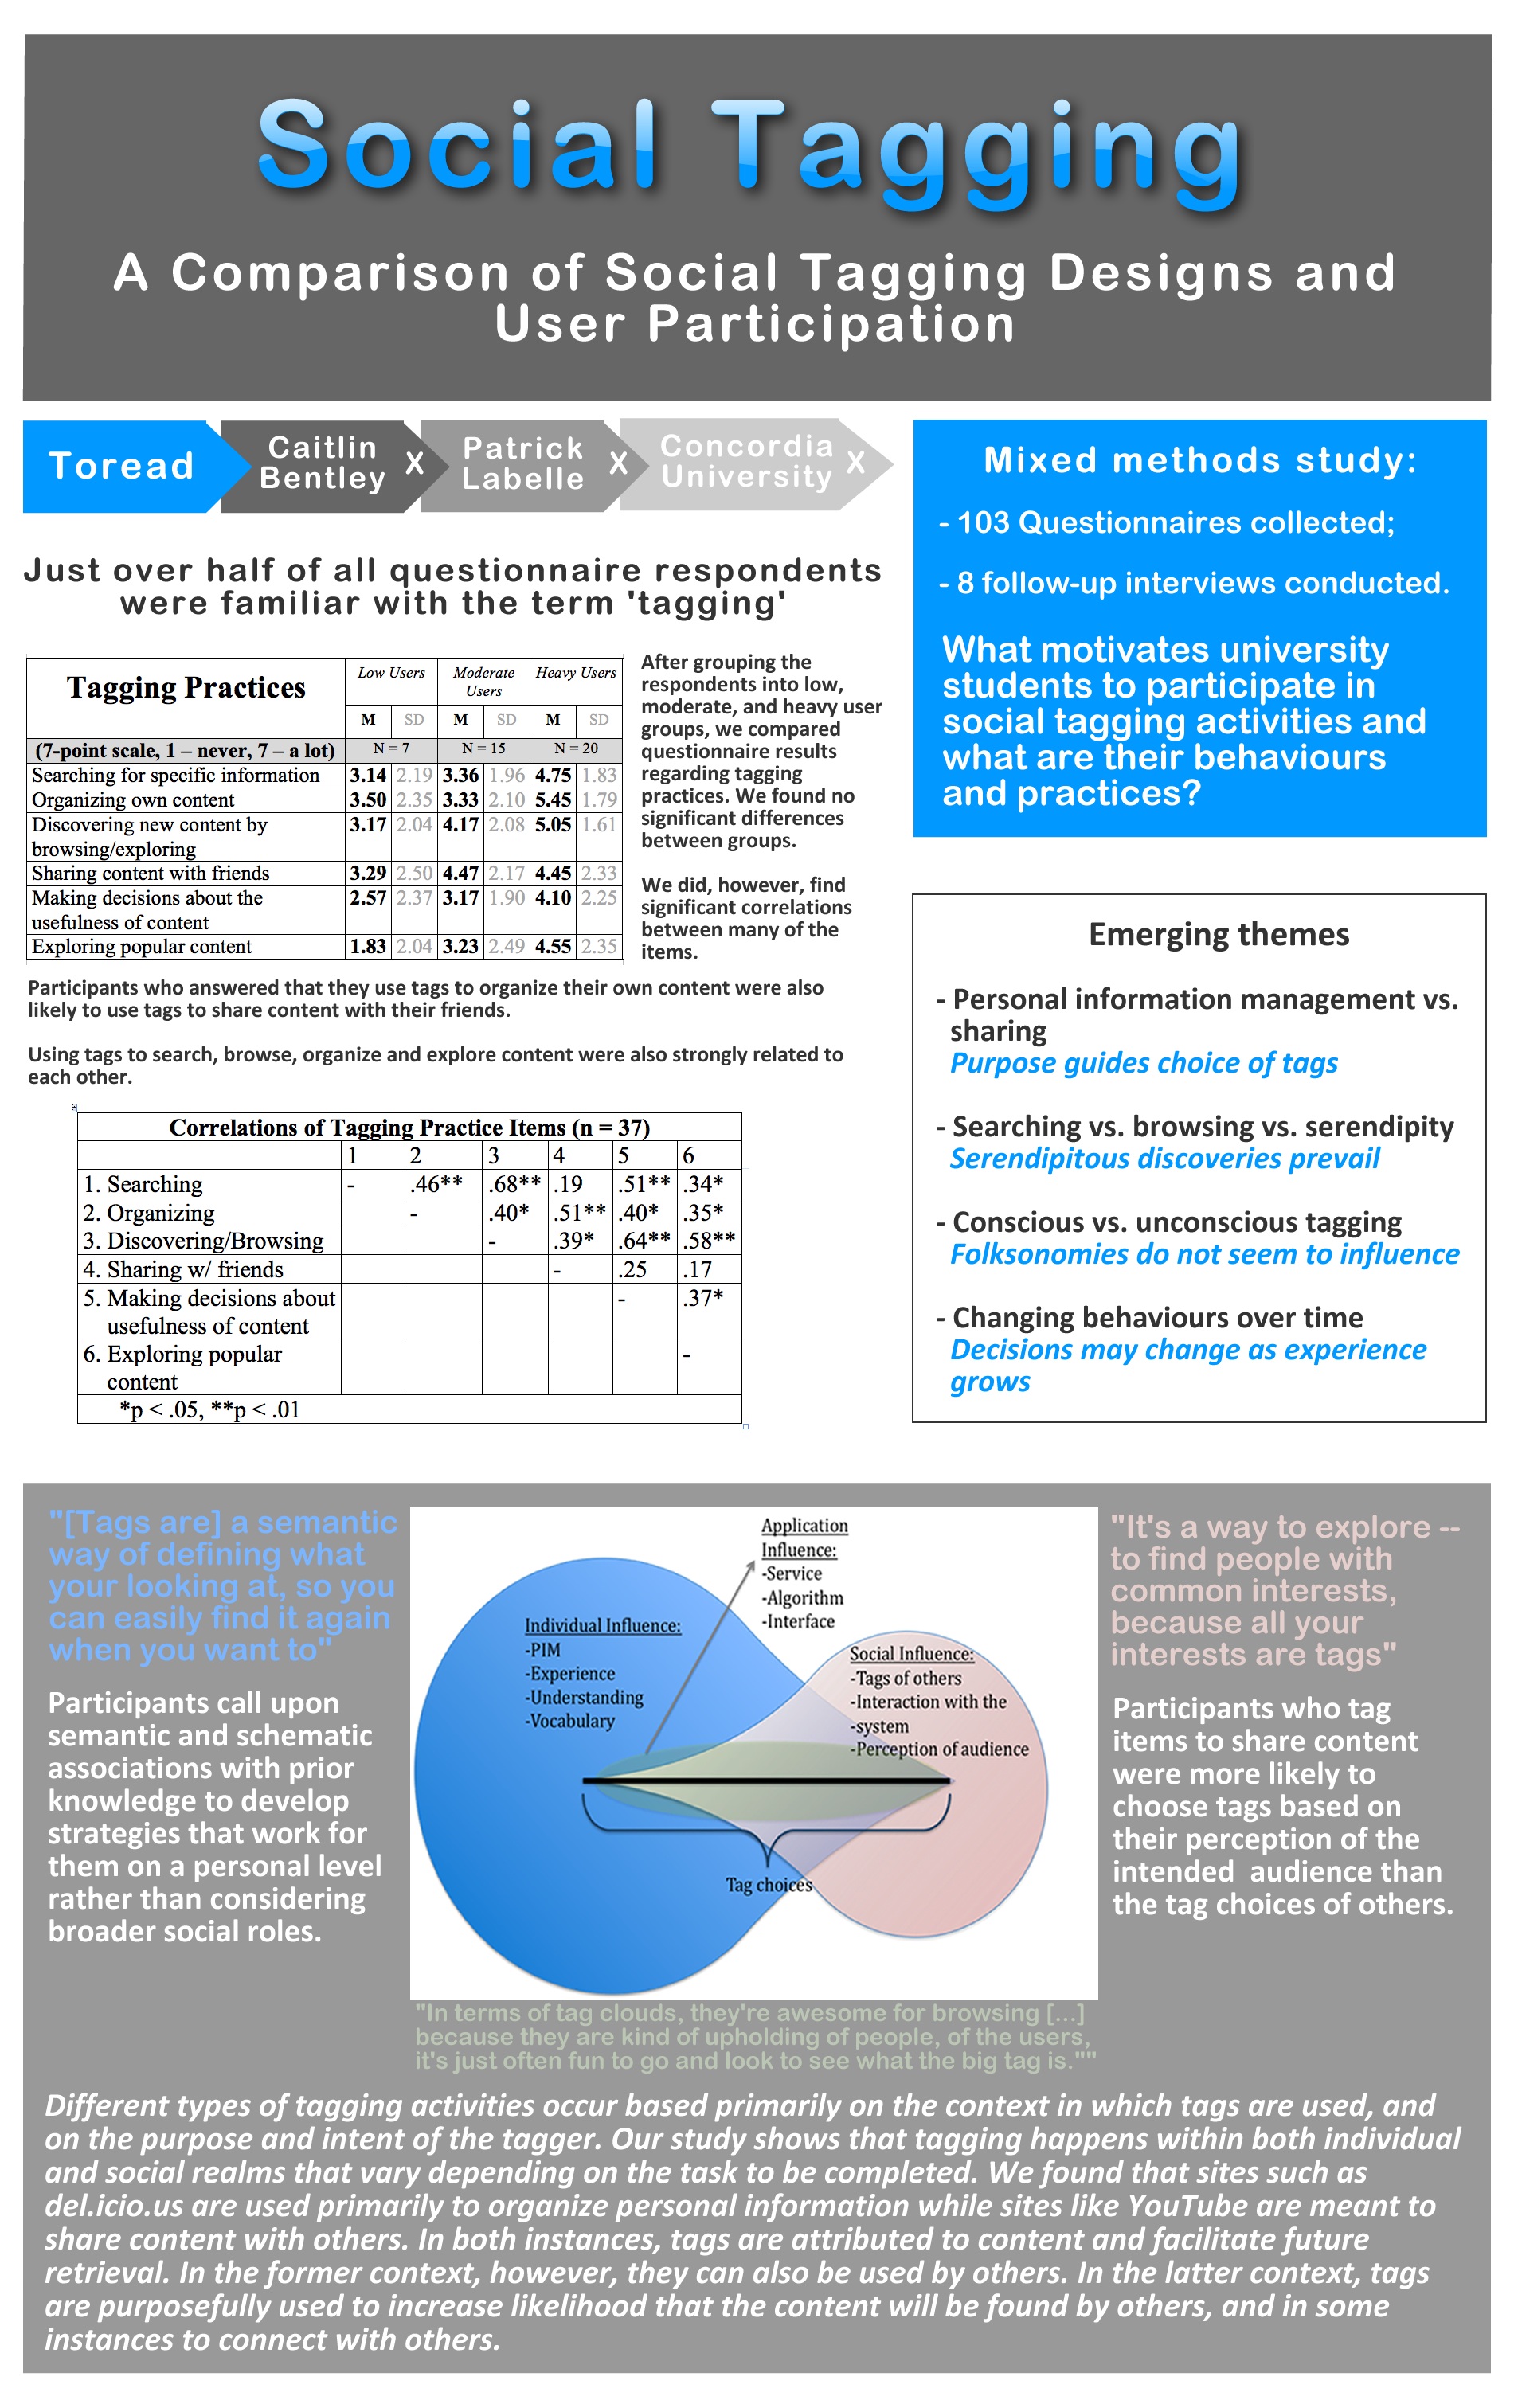 Social Tagging
A Comparison of Social Tagging Designs and
User Participation
Toread
Caitlin
Bentley
X
Patrick
Labelle
X
Concordia
University
X
Just over half of all questionnaire respondents
were familiar with the term 'tagging'
Tagging Practices Low Users Moderate Users Heavy Users
M SD M SD M SD
(7-point scale, 1 – never, 7 – a lot) N = 7 N = 15 N = 20
Searching for specific information 3.14 2.19 3.36 1.96 4.75 1.83
Organizing own content 3.50 2.35 3.33 2.10 5.45 1.79
Discovering new content by 3.17 2.04 4.17 2.08 5.05 1.61
browsing/exploring
Sharing content with friends 3.29 2.50 4.47 2.17 4.45 2.33
Making decisions about the 2.57 2.37 3.17 1.90 4.10 2.25
usefulness of content
Exploring popular content 1.83 2.04 3.23 2.49 4.55 2.35
After grouping the
respondents into low,
moderate, and heavy user
groups, we compared
questionnaire results
regarding tagging
practices. We found no
significant differences
between groups.
We did, however, find
significant correlations
between many of the
items.
Participants who answered that they use tags to organize their own content were also
likely to use tags to share content with their friends.
Using tags to search, browse, organize and explore content were also strongly related to
each other.
Correlations of Tagging Practice Items (n = 37)
1 2 3 4 5 6
1. Searching - .46** .68** .19 .51** .34*
2. Organizing - .40* .51** .40* .35*
3. Discovering/Browsing - .39* .64** .58**
4. Sharing w/ friends - .25 .17
5. Making decisions about - .37*
usefulness of content
6. Exploring popular -
content
*p < .05, **p < .01
Mixed methods study:
- 103 Questionnaires collected;
- 8 follow-up interviews conducted.
What motivates university
students to participate in
social tagging activities and
what are their behaviours
and practices?
Emerging themes
- Personal information management vs.
sharing
Purpose guides choice of tags
- Searching vs. browsing vs. serendipity
Serendipitous discoveries prevail
- Conscious vs. unconscious tagging
Folksonomies do not seem to influence
- Changing behaviours over time
Decisions may change as experience
grows
"[Tags are] a semantic
way of defining what
your looking at, so you
can easily find it again
when you want to"
Participants call upon
semantic and schematic
associations with prior
knowledge to develop
strategies that work for
them on a personal level
rather than considering
broader social roles.
Application
Influence:
-Service
-Algorithm
-Interface
Individual Influence:
-PIM
-Experience
-Understanding
-Vocabulary
Social Influence:
-Tags of others
-Interaction with the
-system
-Perception of audience
Tag choices
"It's a way to explore --
to find people with
common interests,
because all your
interests are tags"
Participants who tag
items to share content
were more likely to
choose tags based on
their perception of the
intended audience than
the tag choices of others.
"In terms of tag clouds, they're awesome for browsing [...]
because they are kind of upholding of people, of the users,
it's just often fun to go and look to see what the big tag is.""
Different types of tagging activities occur based primarily on the context in which tags are used, and
on the purpose and intent of the tagger. Our study shows that tagging happens within both individual
and social realms that vary depending on the task to be completed. We found that sites such as
del.icio.us are used primarily to organize personal information while sites like YouTube are meant to
share content with others. In both instances, tags are attributed to content and facilitate future
retrieval. In the former context, however, they can also be used by others. In the latter context, tags
are purposefully used to increase likelihood that the content will be found by others, and in some
instances to connect with others.